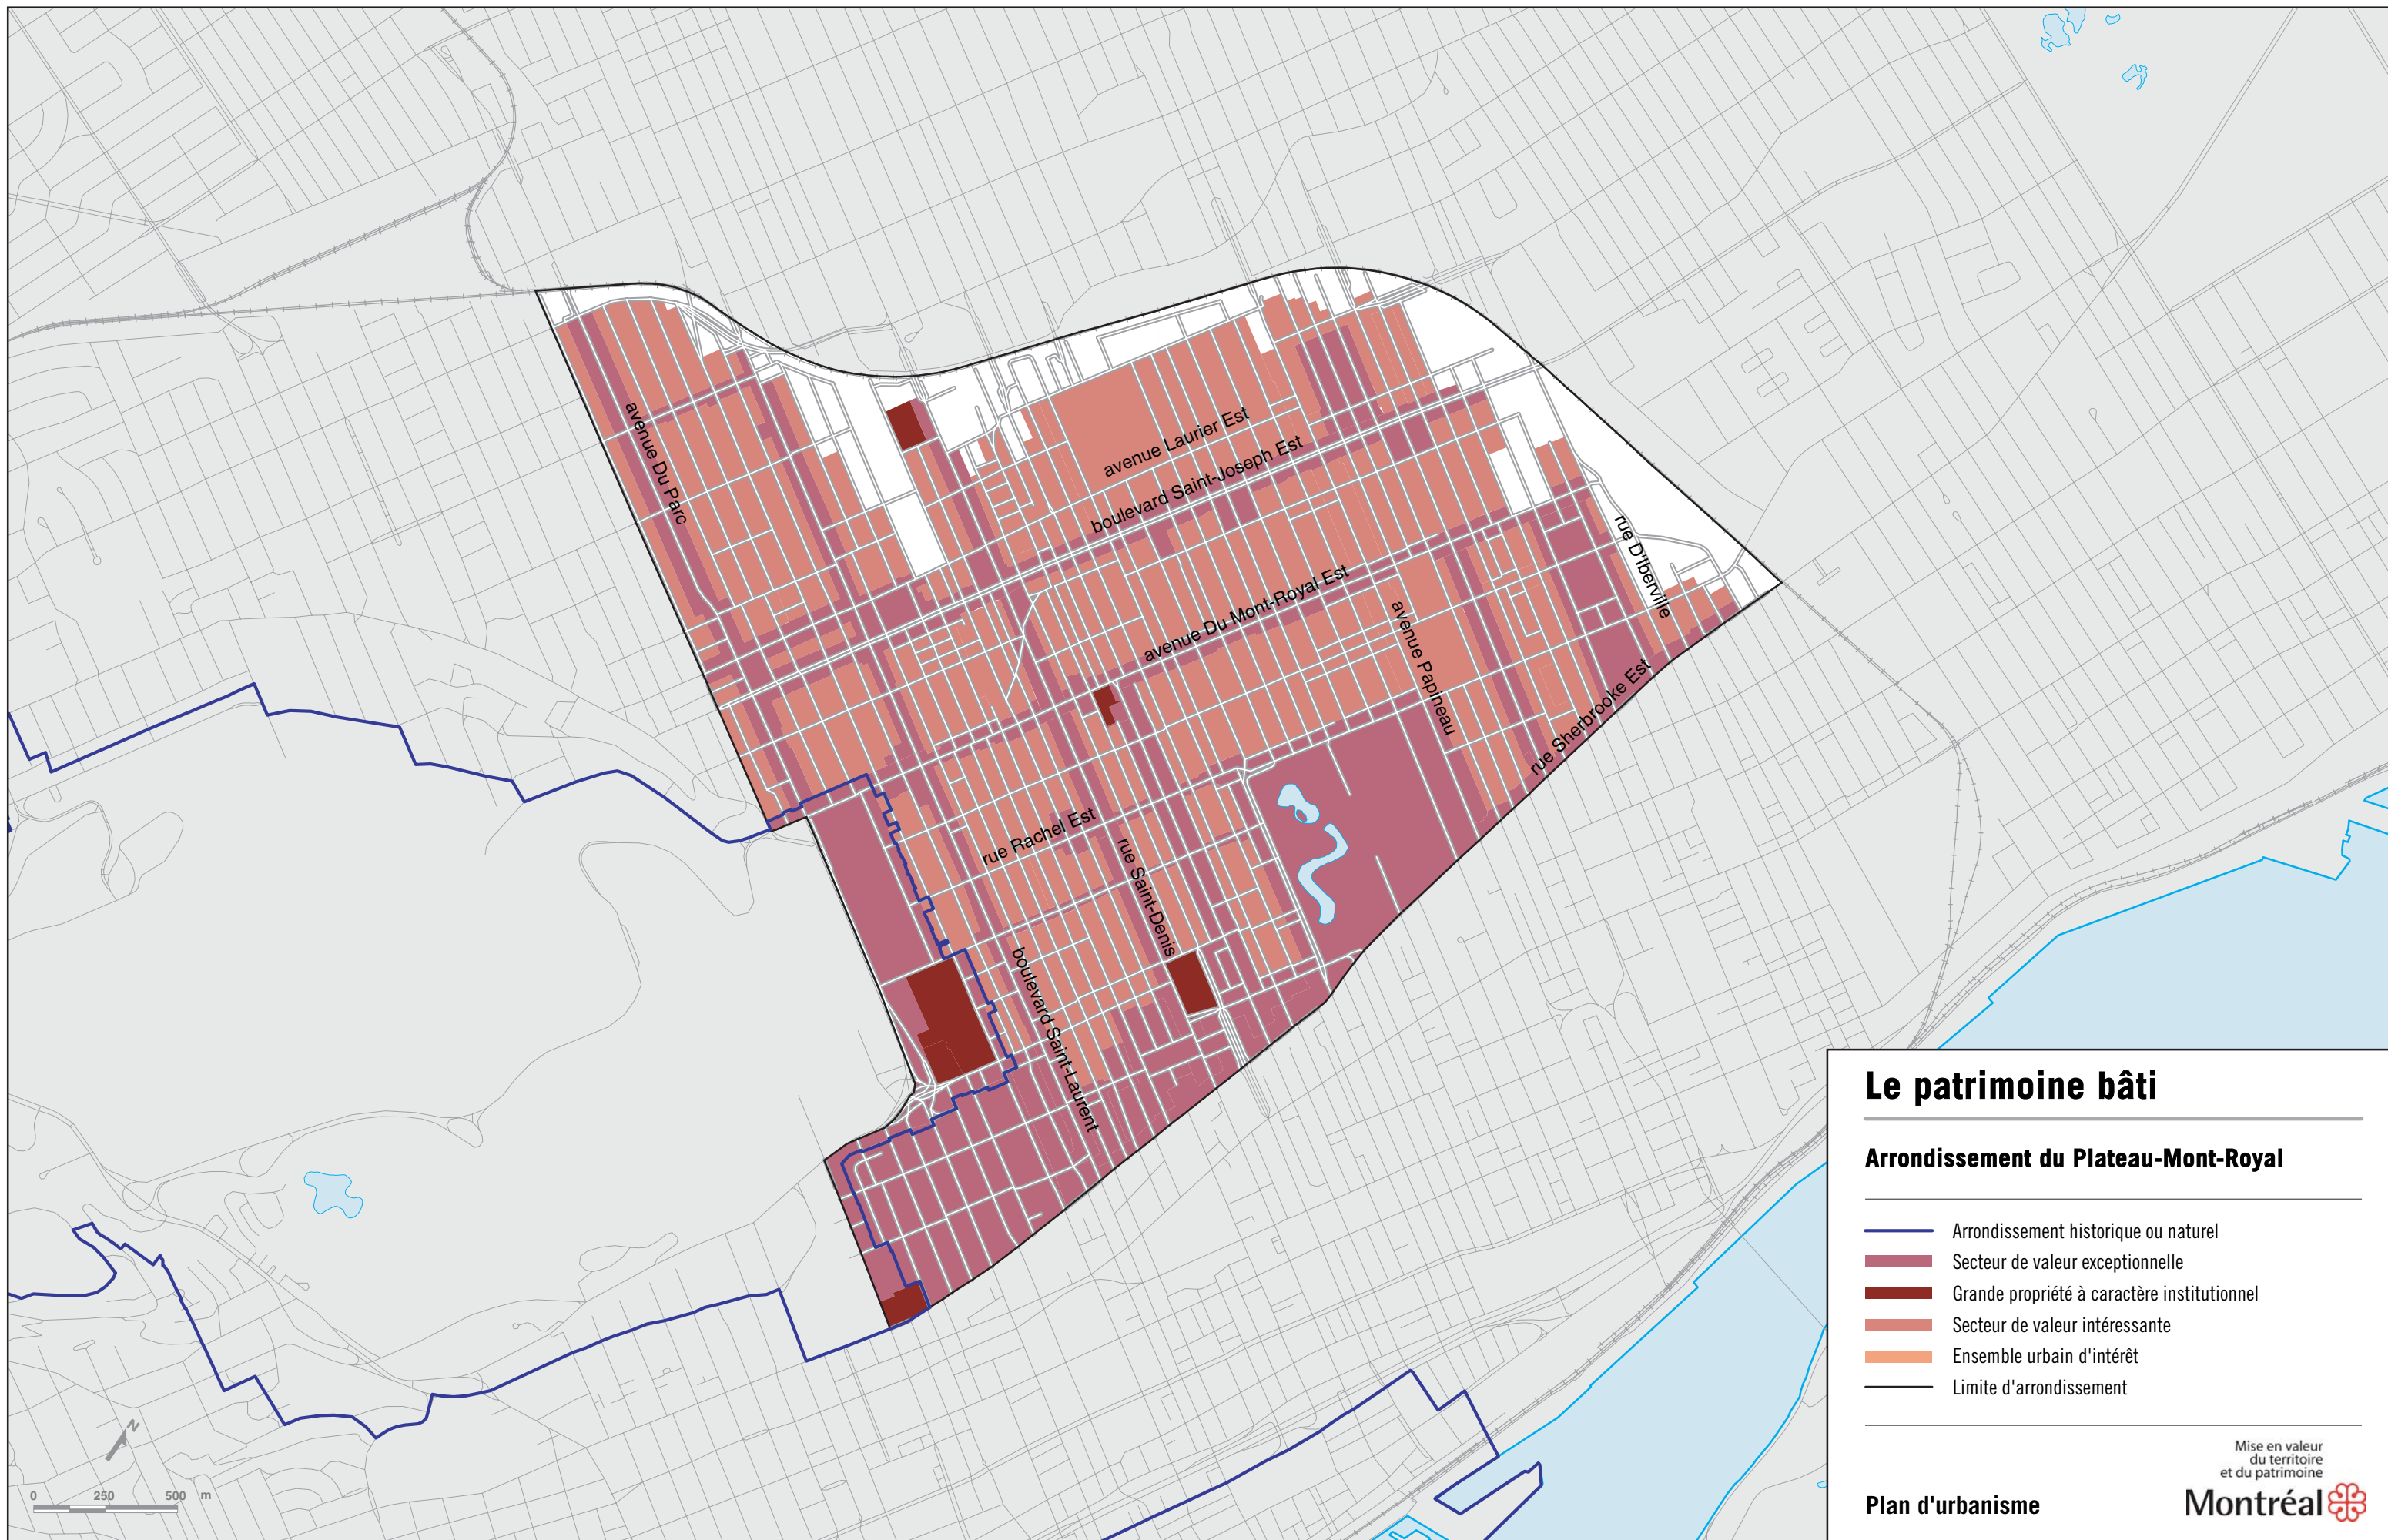 avenue Du Parc
avenue Laurier Est
boulevard Saint-Joseph Est
avenue Du Mont-Royal Est
rue D'Iberville
avenue Papineau
rue Sherbrooke Est
rue Rachel Est
rue Saint-Denis
boulevard Saint-Laurent
N
0 250 500 m
Le patrimoine bâti
Arrondissement du Plateau-Mont-Royal
Arrondissement historique ou naturel
Secteur de valeur exceptionnelle
Grande propriété à caractère institutionnel
Secteur de valeur intéressante
Ensemble urbain d'intérêt
Limite d'arrondissement
Plan d'urbanisme
Mise en valeur
du territoire
et du patrimoine
Montréal